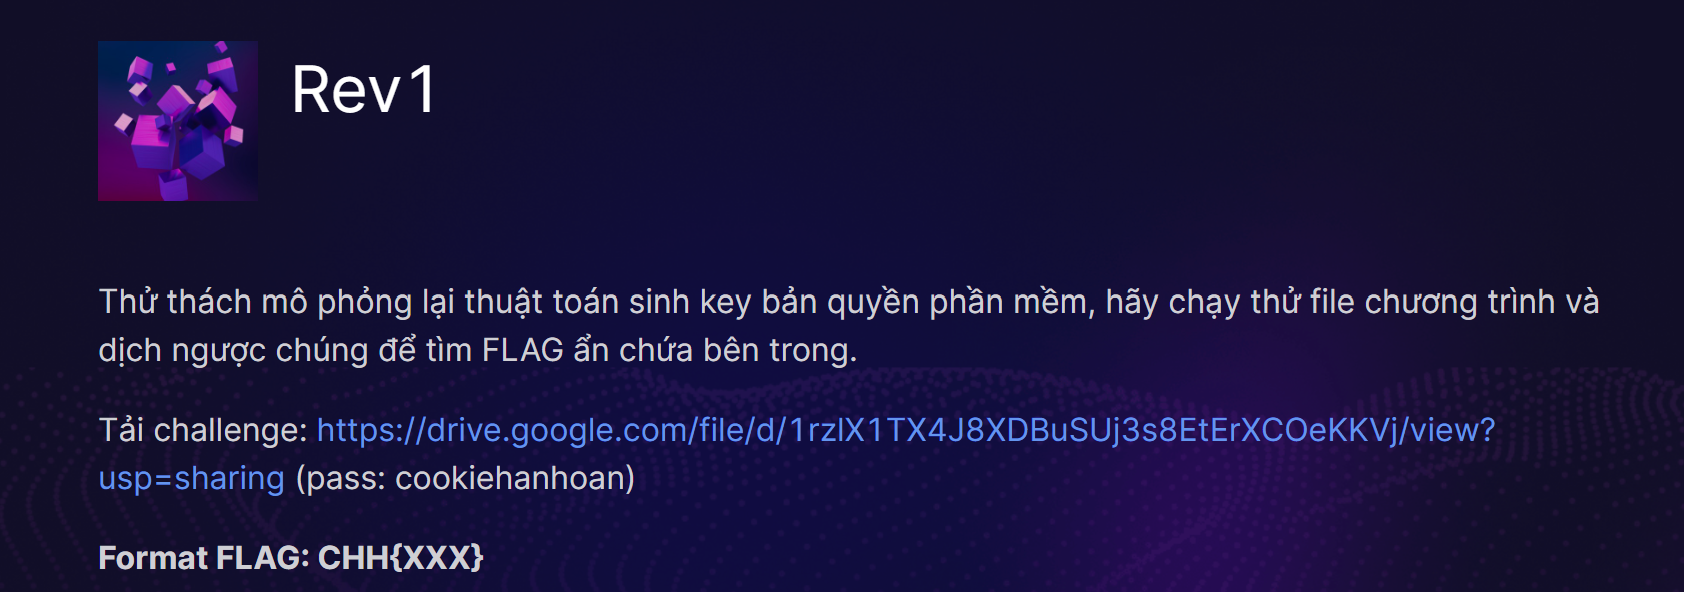 Rev1
Thử thách mô phỏng lại thuật toán sinh key bản quyền phần mềm, hãy chạy thử file chương trình và
dịch ngược chúng để tìm FLAG ẩn chứa bên trong.
Tải challenge: https://drive.google.com/file/d/1rzlX1TX4J8XDBuSUj3s8EtErXCOeKKVj/view?
usp=sharing (pass: cookiehanhoan)
Format FLAG: CHH{XXX}